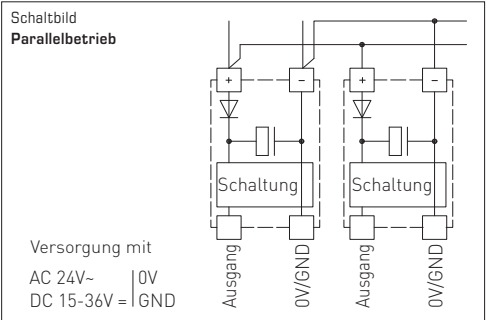 Schaltbild
Parallelbetrieb
+ − + −
Schaltung Schaltung
Versorgung mit
AC 24V~ 0V
DC 15-36V = GND
Ausgang
0V/GND
Ausgang
0V/GND